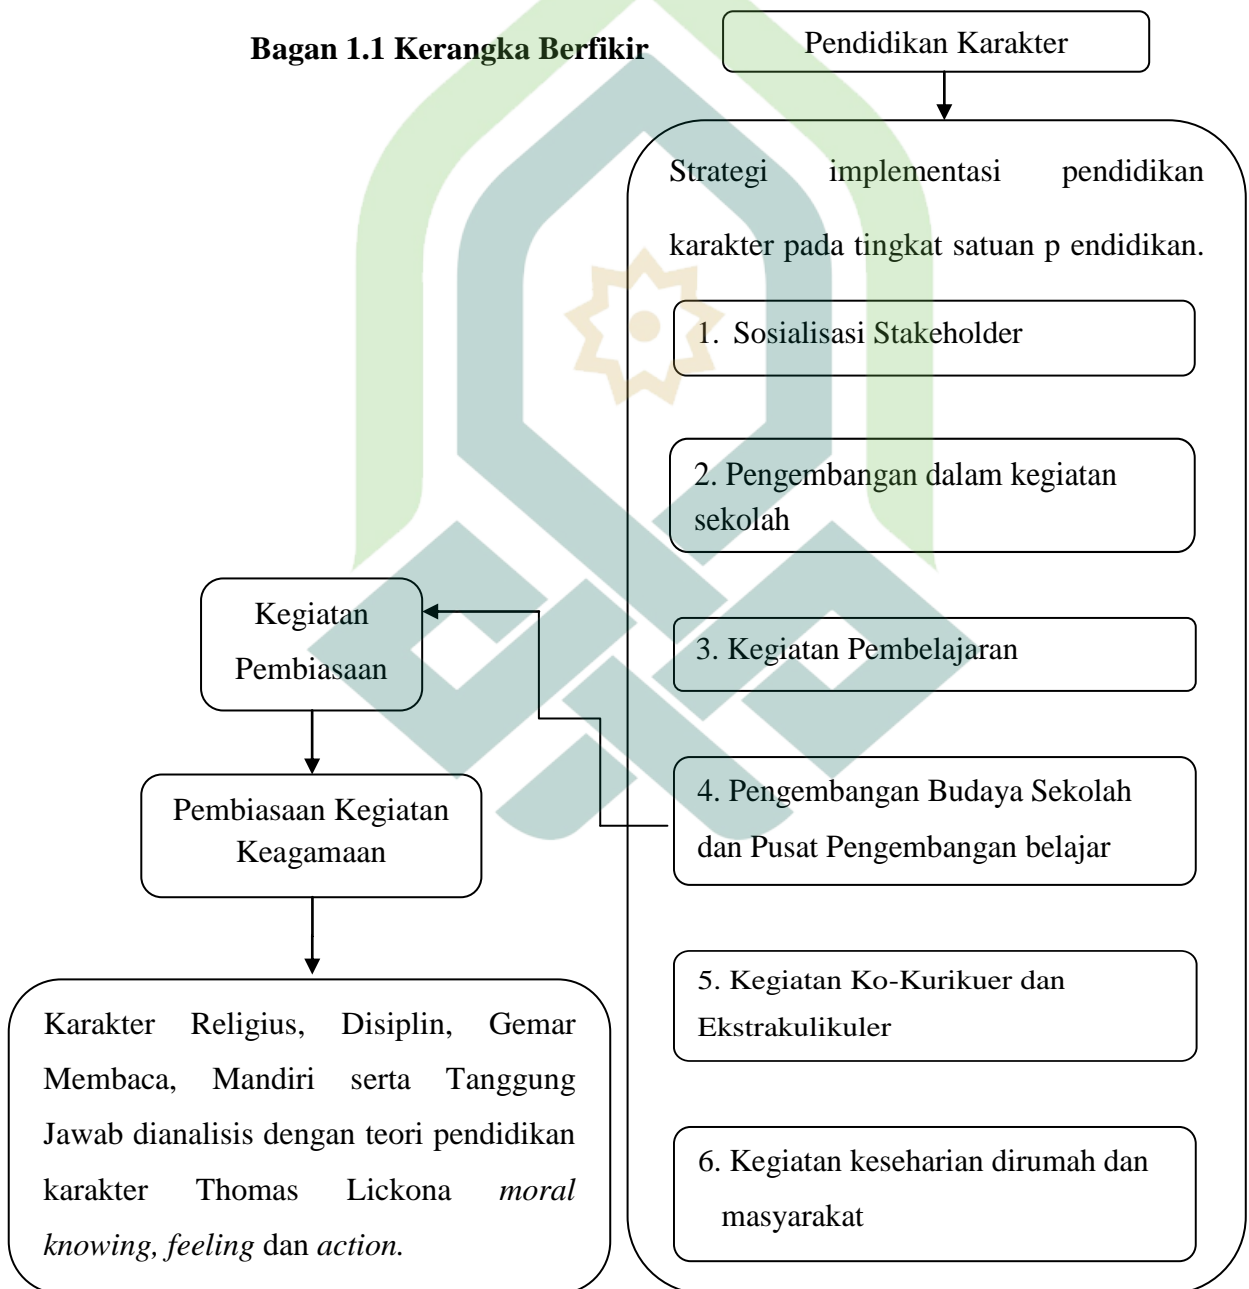 Bagan 1.1 Kerangka Berfikir
Pendidikan Karakter
Strategi implementasi pendidikan
karakter pada tingkat satuan p endidikan.
1. Sosialisasi Stakeholder
2. Pengembangan dalam kegiatan
sekolah
3. Kegiatan Pembelajaran
4. Pengembangan Budaya Sekolah
dan Pusat Pengembangan belajar
5. Kegiatan Ko-Kurikuer dan
Ekstrakulikuler
6. Kegiatan keseharian dirumah dan
masyarakat
Kegiatan
Pembiasaan
Pembiasaan Kegiatan
Keagamaan
Karakter Religius, Disiplin, Gemar
Membaca, Mandiri serta Tanggung
Jawab dianalisis dengan teori pendidikan
karakter Thomas Lickona moral
knowing, feeling dan action.